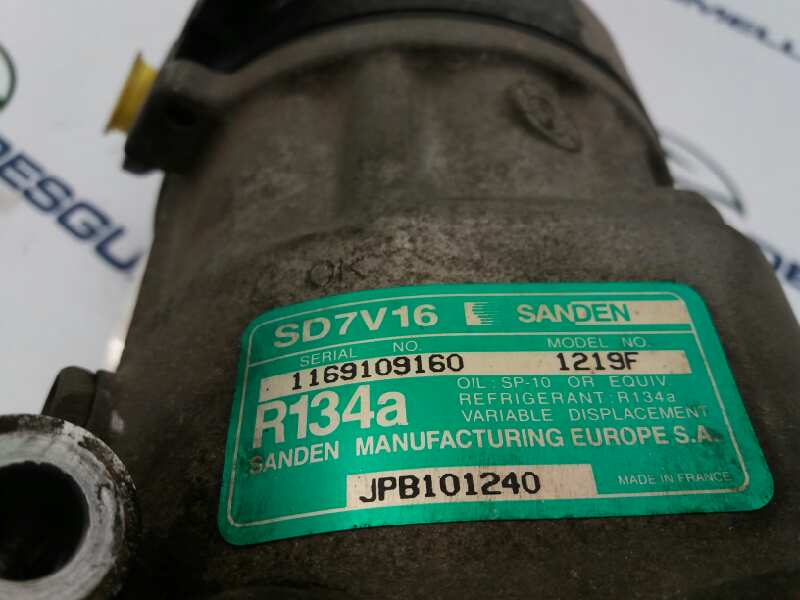 OK
SD7V16 SANDEN
SERIAL NO. MODEL NO.
1169109160 1219F
R134a
OIL: SP-10 OR EQUIV.
REFRIGERANT: R134a
VARIABLE DISPLACEMENT
SANDEN MANUFACTURING EUROPE S.A.
JPB101240
MADE IN FRANCE